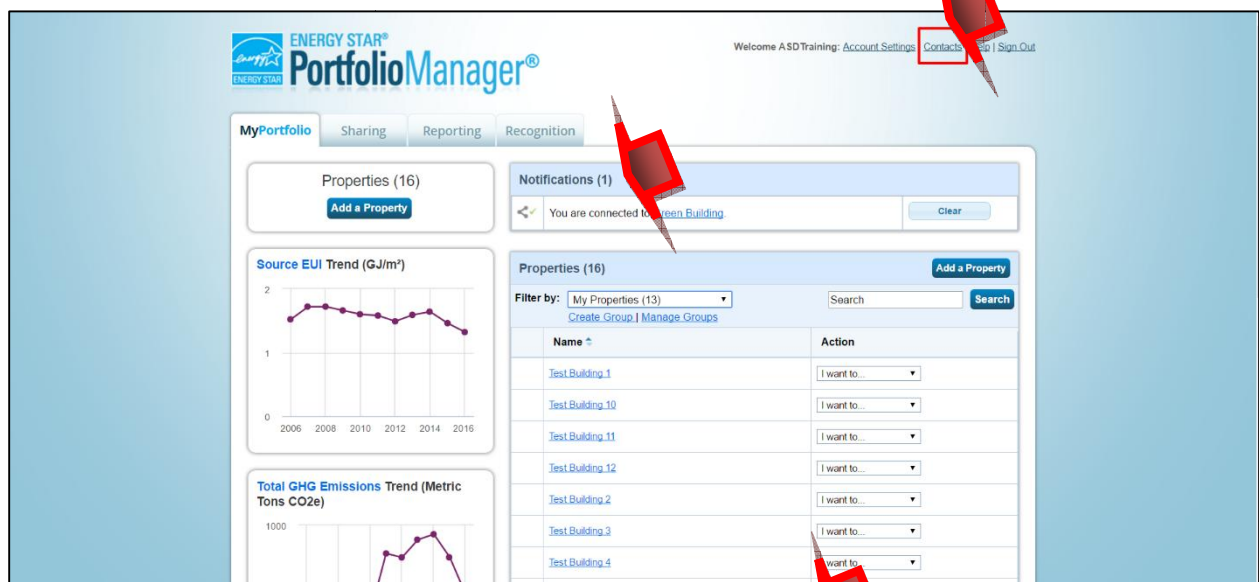 ENERGY STAR®
PortfolioManager®
energy
ENERGY STAR
Welcome ASDTraining: Account Settings | Contacts | Sign Out
MyPortfolio
Sharing
Reporting
Recognition
Properties (16)
Add a Property
Notifications (1)
You are connected to Green Building.
Clear
Source EUI Trend (GJ/m²)
2
1
0
2006 2008 2010 2012 2014 2016
Properties (16)
Add a Property
Filter by: My Properties (13)
Search
Search
Create Group | Manage Groups
Name
Action
Test Building 1
I want to...
Test Building 10
I want to...
Test Building 11
I want to...
Test Building 12
I want to...
Test Building 2
I want to...
Test Building 3
I want to...
Test Building 4
want to...
Total GHG Emissions Trend (Metric
Tons CO2e)
1000